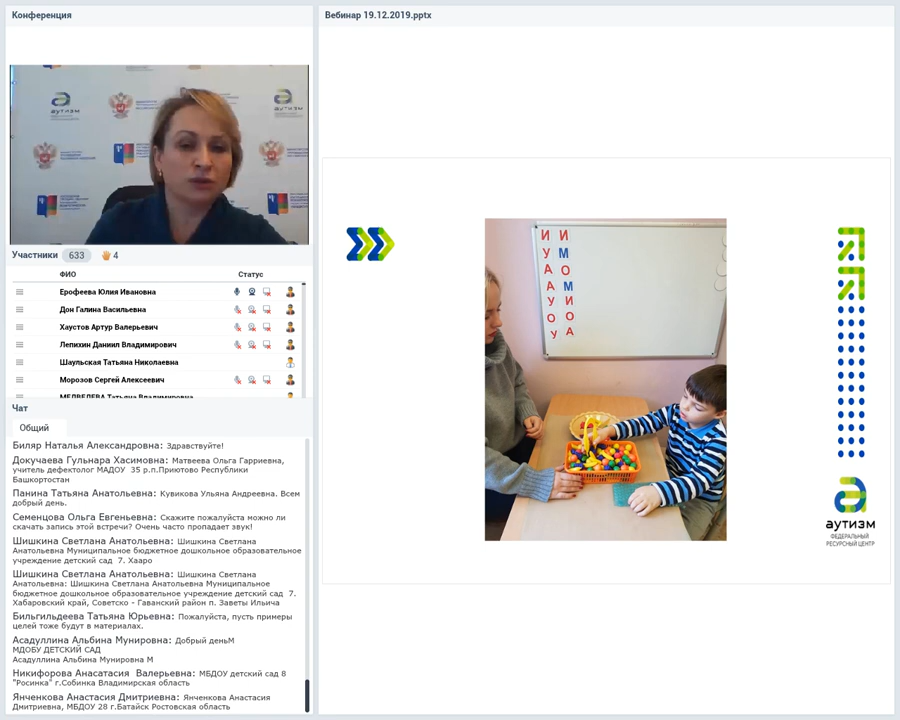 Конференция
аутизм
аутизм
Участники 633 4
ФИО Статус
Ерофеева Юлия Ивановна
Дон Галина Васильевна
Хаустов Артур Валерьевич
Лепихин Даниил Владимирович
Шаульская Татьяна Николаевна
Морозов Сергей Алексеевич
МЕДВЕДЕВА Татьяна Владимировна
Чат
Общий
Биляр Наталья Александровна: Здравствуйте!
Докучаева Гульнара Хасимовна: Матвеева Ольга Гарриевна,
учитель дефектолог МАДОУ 35 р.п.Приютово Республики
Башкортостан
Панина Татьяна Анатольевна: Кувикова Ульяна Андреевна. Всем
добрый день.
Семенцова Ольга Евгеньевна: Скажите пожалуйста можно ли
скачать запись этой встречи? Очень часто пропадает звук!
Шишкина Светлана Анатольевна: Шишкина Светлана
Анатольевна Муниципальное бюджетное дошкольное образовательное
учреждение детский сад 7. Хааро
Шишкина Светлана Анатольевна: Шишкина Светлана
Анатольевна: Шишкина Светлана Анатольевна Муниципальное
бюджетное дошкольное образовательное учреждение детский сад 7.
Хабаровский край, Советско - Гаванский район п. Заветы Ильича
Бильгильдеева Татьяна Юрьевна: Пожалуйста, пусть примеры
целей тоже будут в материалах.
Асадуллина Альбина Мунировна: Добрый деньМ
МДОБУ ДЕТСКИЙ САД
Асадуллина Альбина Мунировна М
Никифорова Анасатасия Валерьевна: МБДОУ детский сад 8
"Росинка" г.Собинка Владимирская область
Янченкова Анастасия Дмитриевна: Янченкова Анастасия
Дмитриевна, МБДОУ 28 г.Батайск Ростовская область
Вебинар 19.12.2019.pptx
И И
У М
А О
А М
У И
О О
У А
аутизм
ФЕДЕРАЛЬНЫЙ
РЕСУРСНЫЙ ЦЕНТР